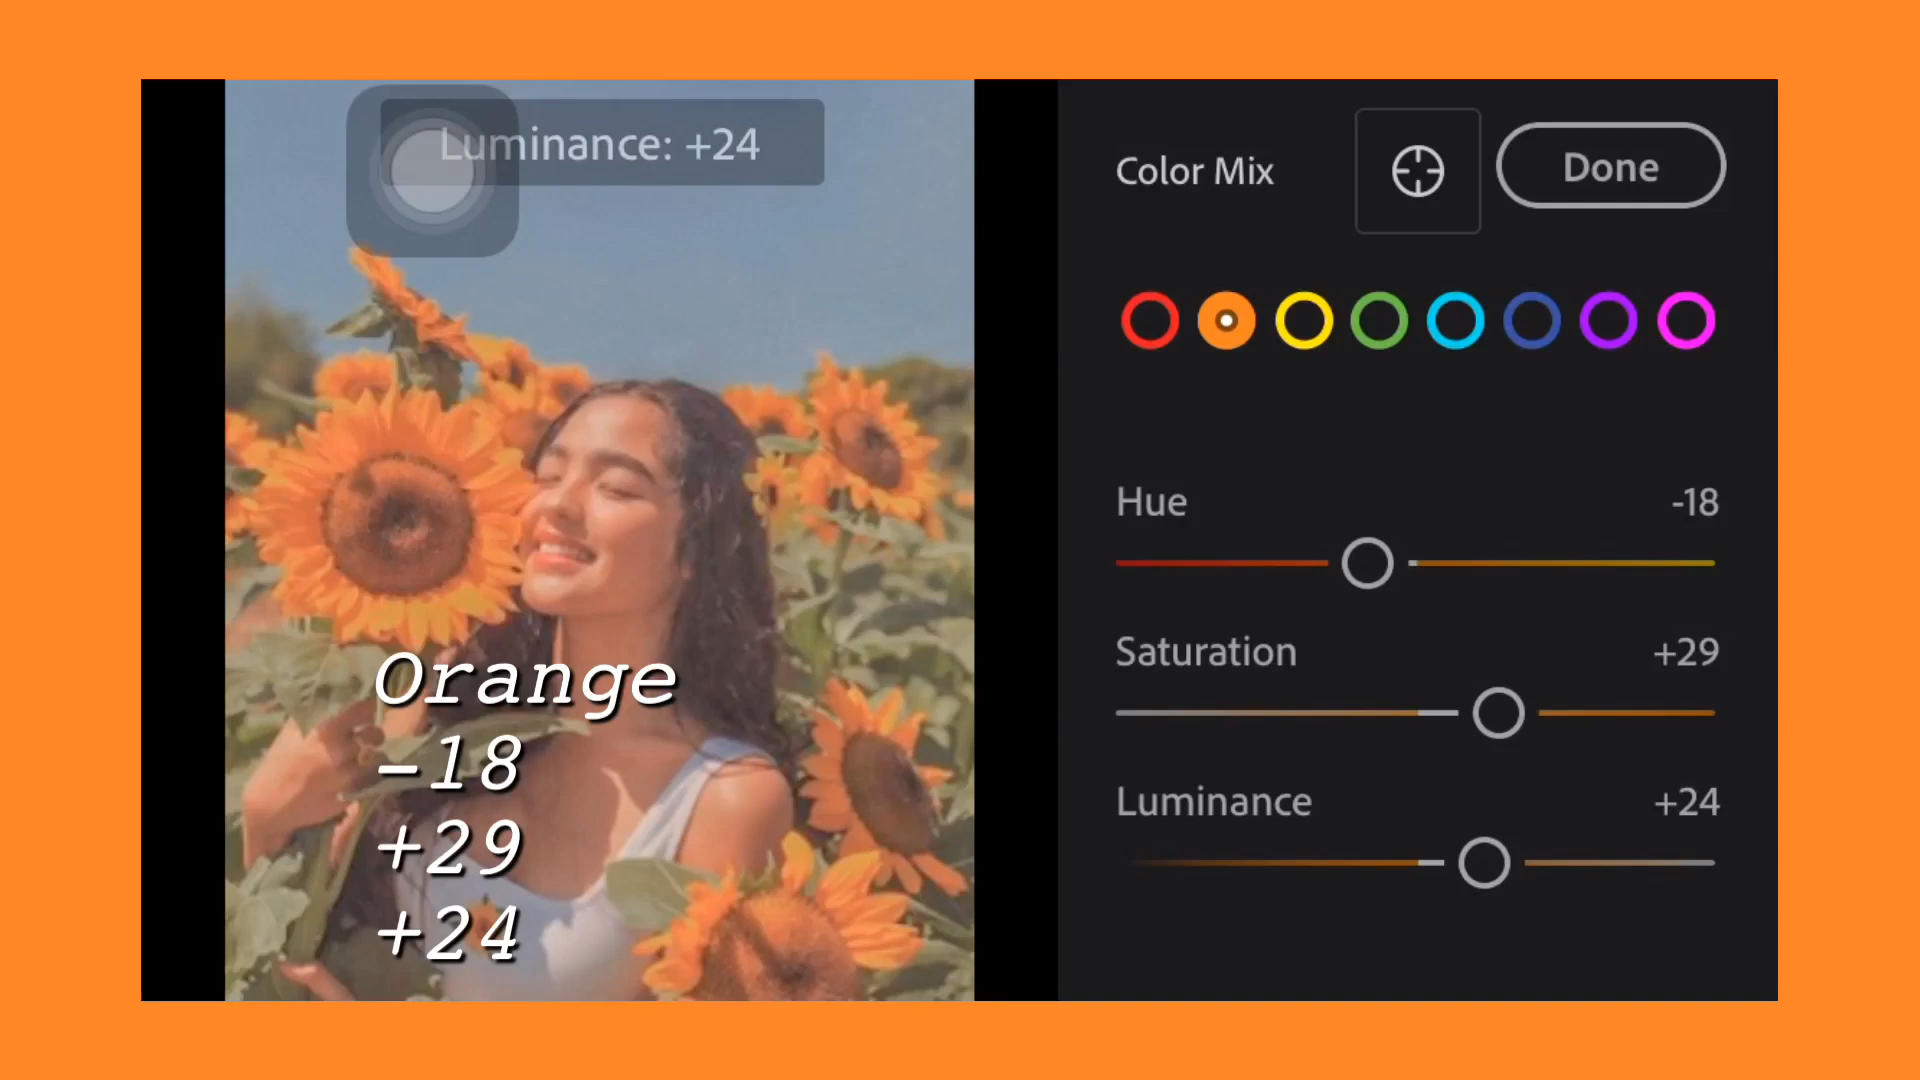 Luminance: +24
Color Mix
Done
Hue
-18
Saturation
+29
Luminance
+24
Orange
-18
+29
+24